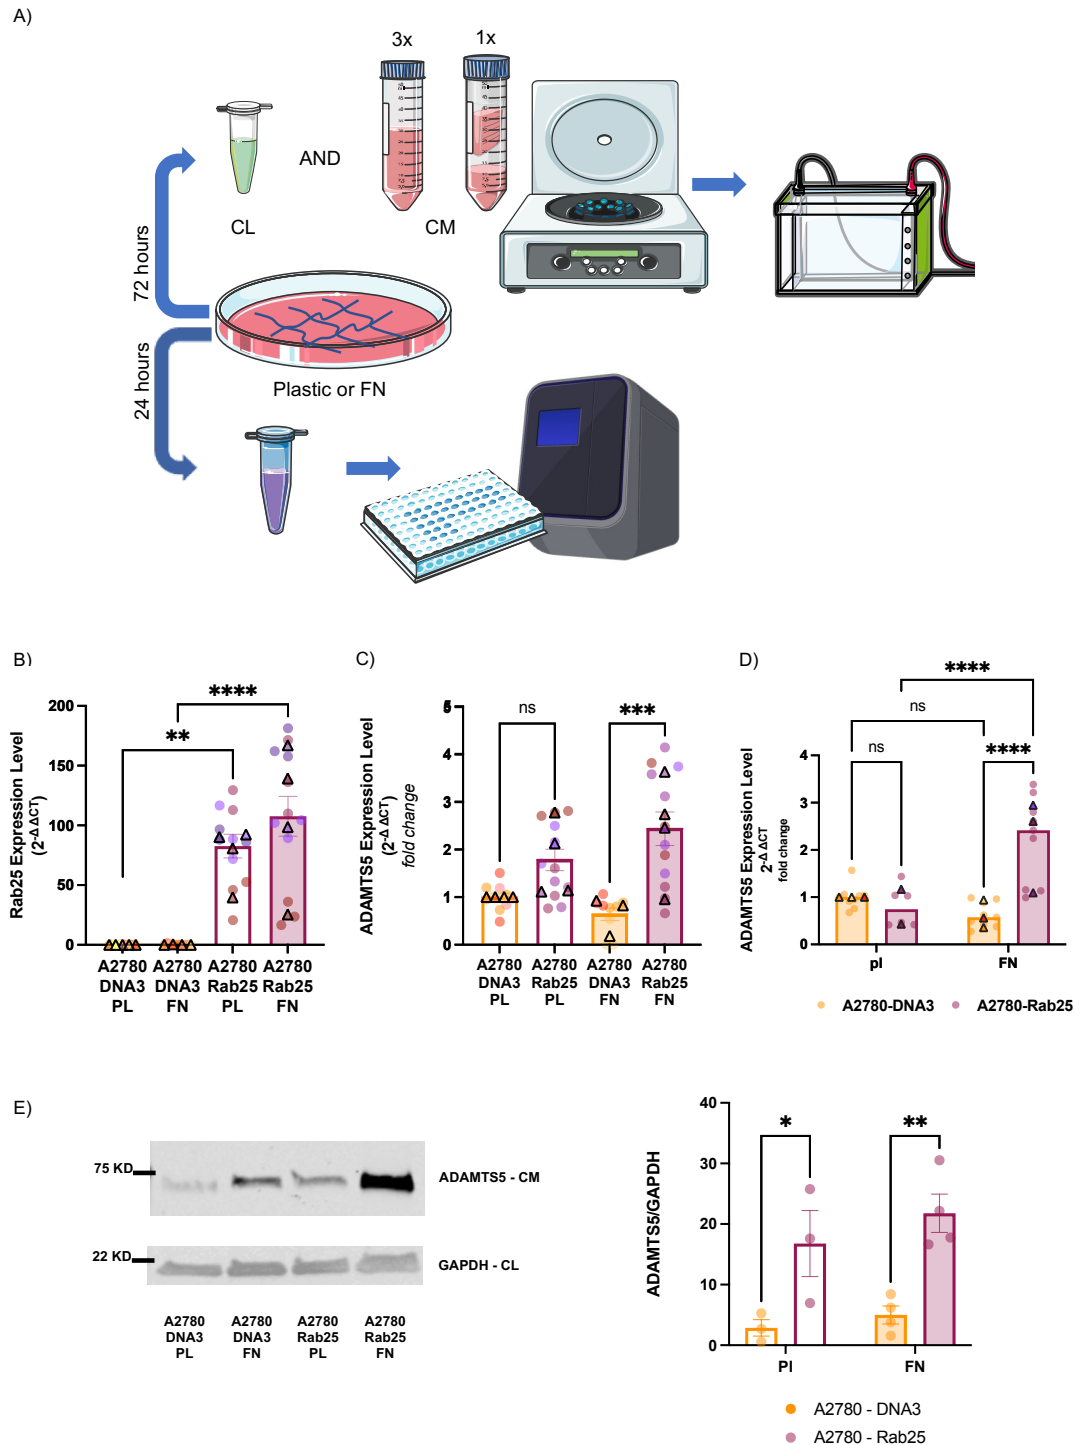 A)
3x
1x
AND
CL
CM
72 hours
24 hours
Plastic or FN
B)
Rab25 Expression Level
(2-Δ ΔCT)
200
150
100
50
0
**
****
A2780 DNA3 PL
A2780 DNA3 FN
A2780 Rab25 PL
A2780 Rab25 FN
C)
ADAMTS5 Expression Level
(2-Δ ΔCT)
fold change
4
3
2
1
0
ns
***
A2780 DNA3 PL
A2780 Rab25 PL
A2780 DNA3 FN
A2780 Rab25 FN
D)
ADAMTS5 Expression Level
2-Δ ΔCT
fold change
4
3
2
1
0
****
ns
ns
****
pl
FN
A2780-DNA3
A2780-Rab25
E)
75 KD
ADAMTS5 - CM
22 KD
GAPDH - CL
A2780 DNA3 PL
A2780 DNA3 FN
A2780 Rab25 PL
A2780 Rab25 FN
ADAMTS5/GAPDH
40
30
20
10
0
*
**
Pl
FN
A2780 - DNA3
A2780 - Rab25